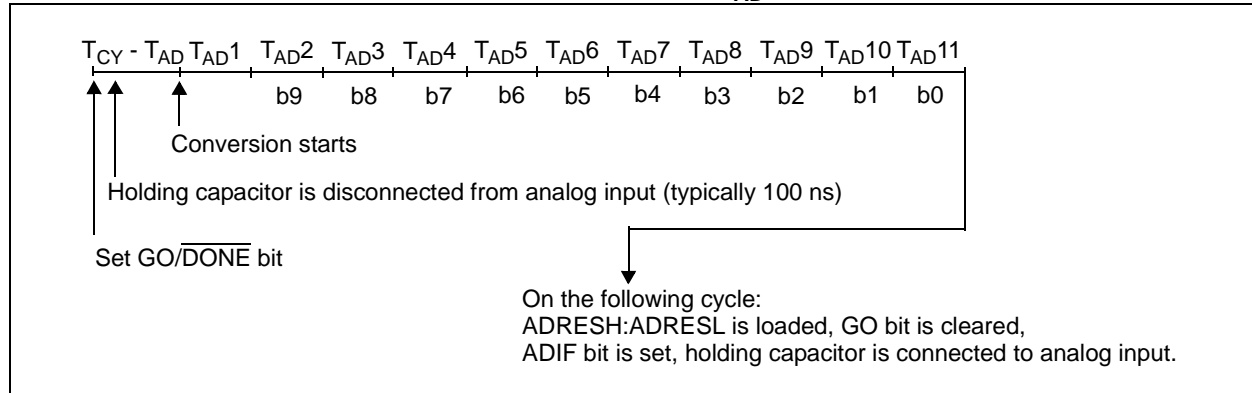 AD
TCY - TAD TAD1 TAD2 TAD3 TAD4 TAD5 TAD6 TAD7 TAD8 TAD9 TAD10 TAD11
b9 b8 b7 b6 b5 b4 b3 b2 b1 b0
Conversion starts
Holding capacitor is disconnected from analog input (typically 100 ns)
Set GO/DONE bit
On the following cycle:
ADRESH:ADRESL is loaded, GO bit is cleared,
ADIF bit is set, holding capacitor is connected to analog input.